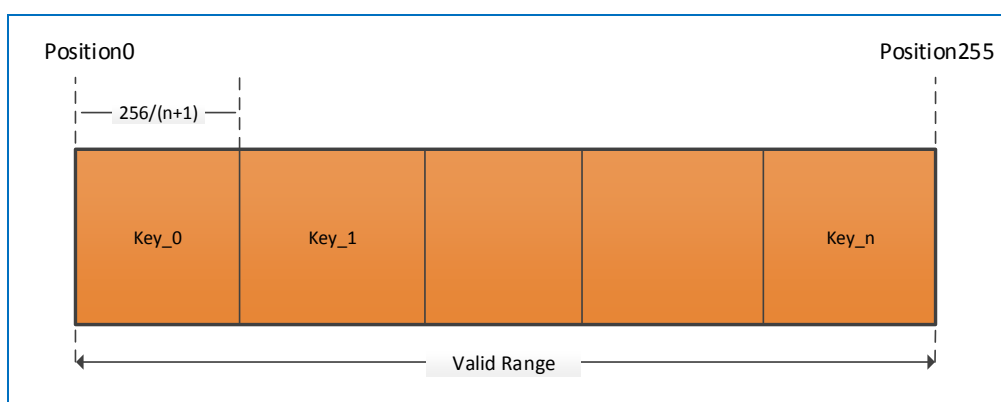 Position0
Position255
256/(n+1)
Key_0
Key_1
Key_n
Valid Range